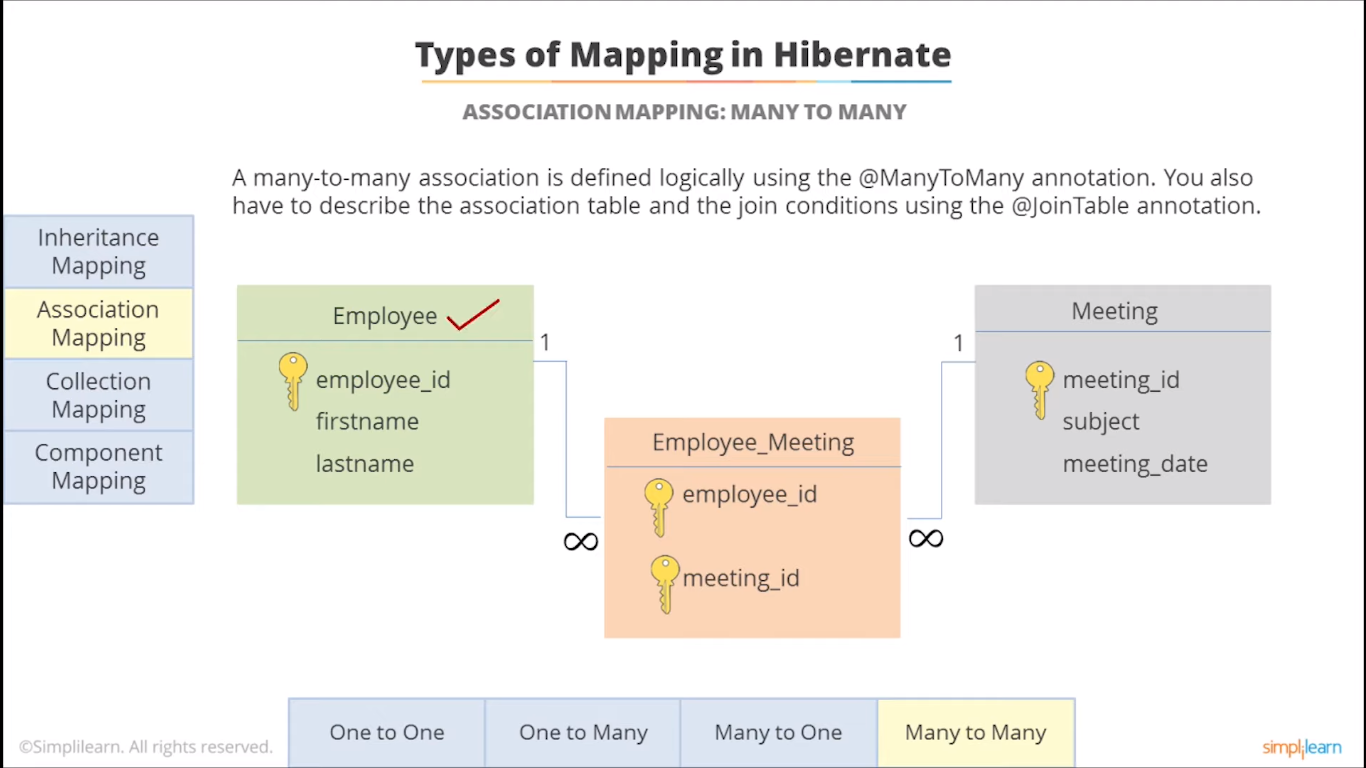 Types of Mapping in Hibernate
ASSOCIATION MAPPING: MANY TO MANY
A many-to-many association is defined logically using the @ManyToMany annotation. You also
have to describe the association table and the join conditions using the @JoinTable annotation.
Inheritance
Mapping
Association
Mapping
Collection
Mapping
Component
Mapping
Employee
employee_id
firstname
lastname
1
∞
Employee_Meeting
employee_id
meeting_id
1
∞
Meeting
meeting_id
subject
meeting_date
One to One
One to Many
Many to One
Many to Many
©Simplilearn. All rights reserved.
simplilearn